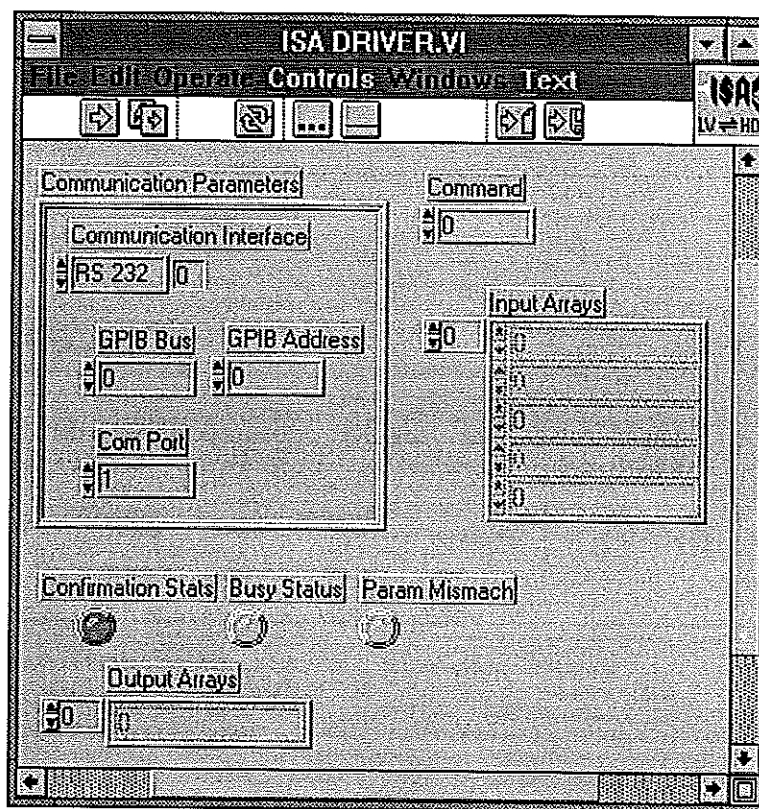 ISA DRIVER.VI
File Edit Operate Controls Windows Text
LV HD
Communication Parameters
Command
0
Communication Interface
RS 232 0
GPIB Bus GPIB Address
0 0
Com Port
1
Input Arrays
0 0
0
0
0
0
Confirmation Stats Busy Status Param Mismach
Output Arrays
0 0